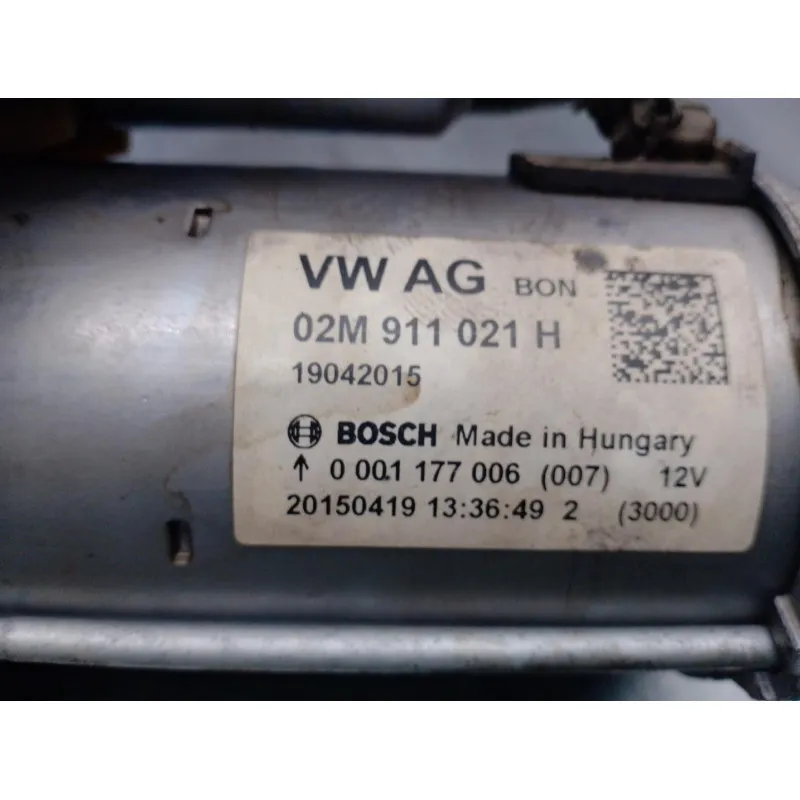 VW AG BON
02M 911 021 H
19042015
BOSCH Made in Hungary
↑ 0 001 177 006 (007) 12V
20150419 13:36:49 2 (3000)